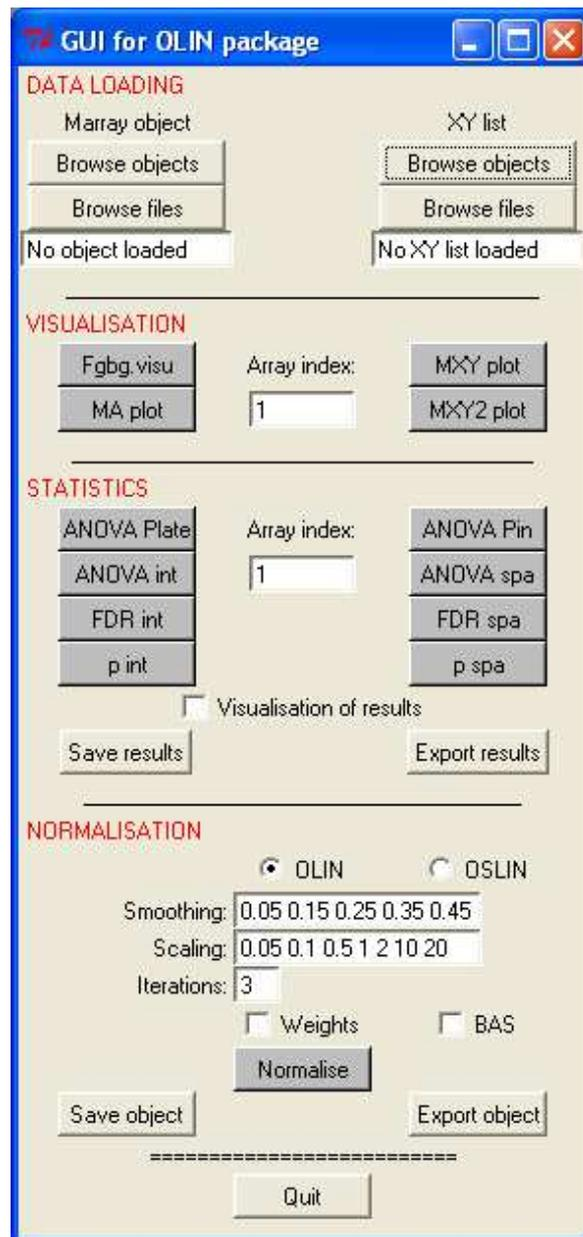 GUI for OLIN package
DATA LOADING
Marray object XY list
Browse objects Browse objects
Browse files Browse files
No object loaded No XY list loaded
VISUALISATION
Fgbg.visu Array index: MXY plot
MA plot 1 MXY2 plot
STATISTICS
ANOVA Plate Array index: ANOVA Pin
ANOVA int 1 ANOVA spa
FDR int FDR spa
p int p spa
Visualisation of results
Save results Export results
NORMALISATION
OLIN OSLIN
Smoothing: 0.05 0.15 0.25 0.35 0.45
Scaling: 0.05 0.1 0.5 1 2 10 20
Iterations: 3
Weights BAS
Normalise
Save object Export object
==========================
Quit